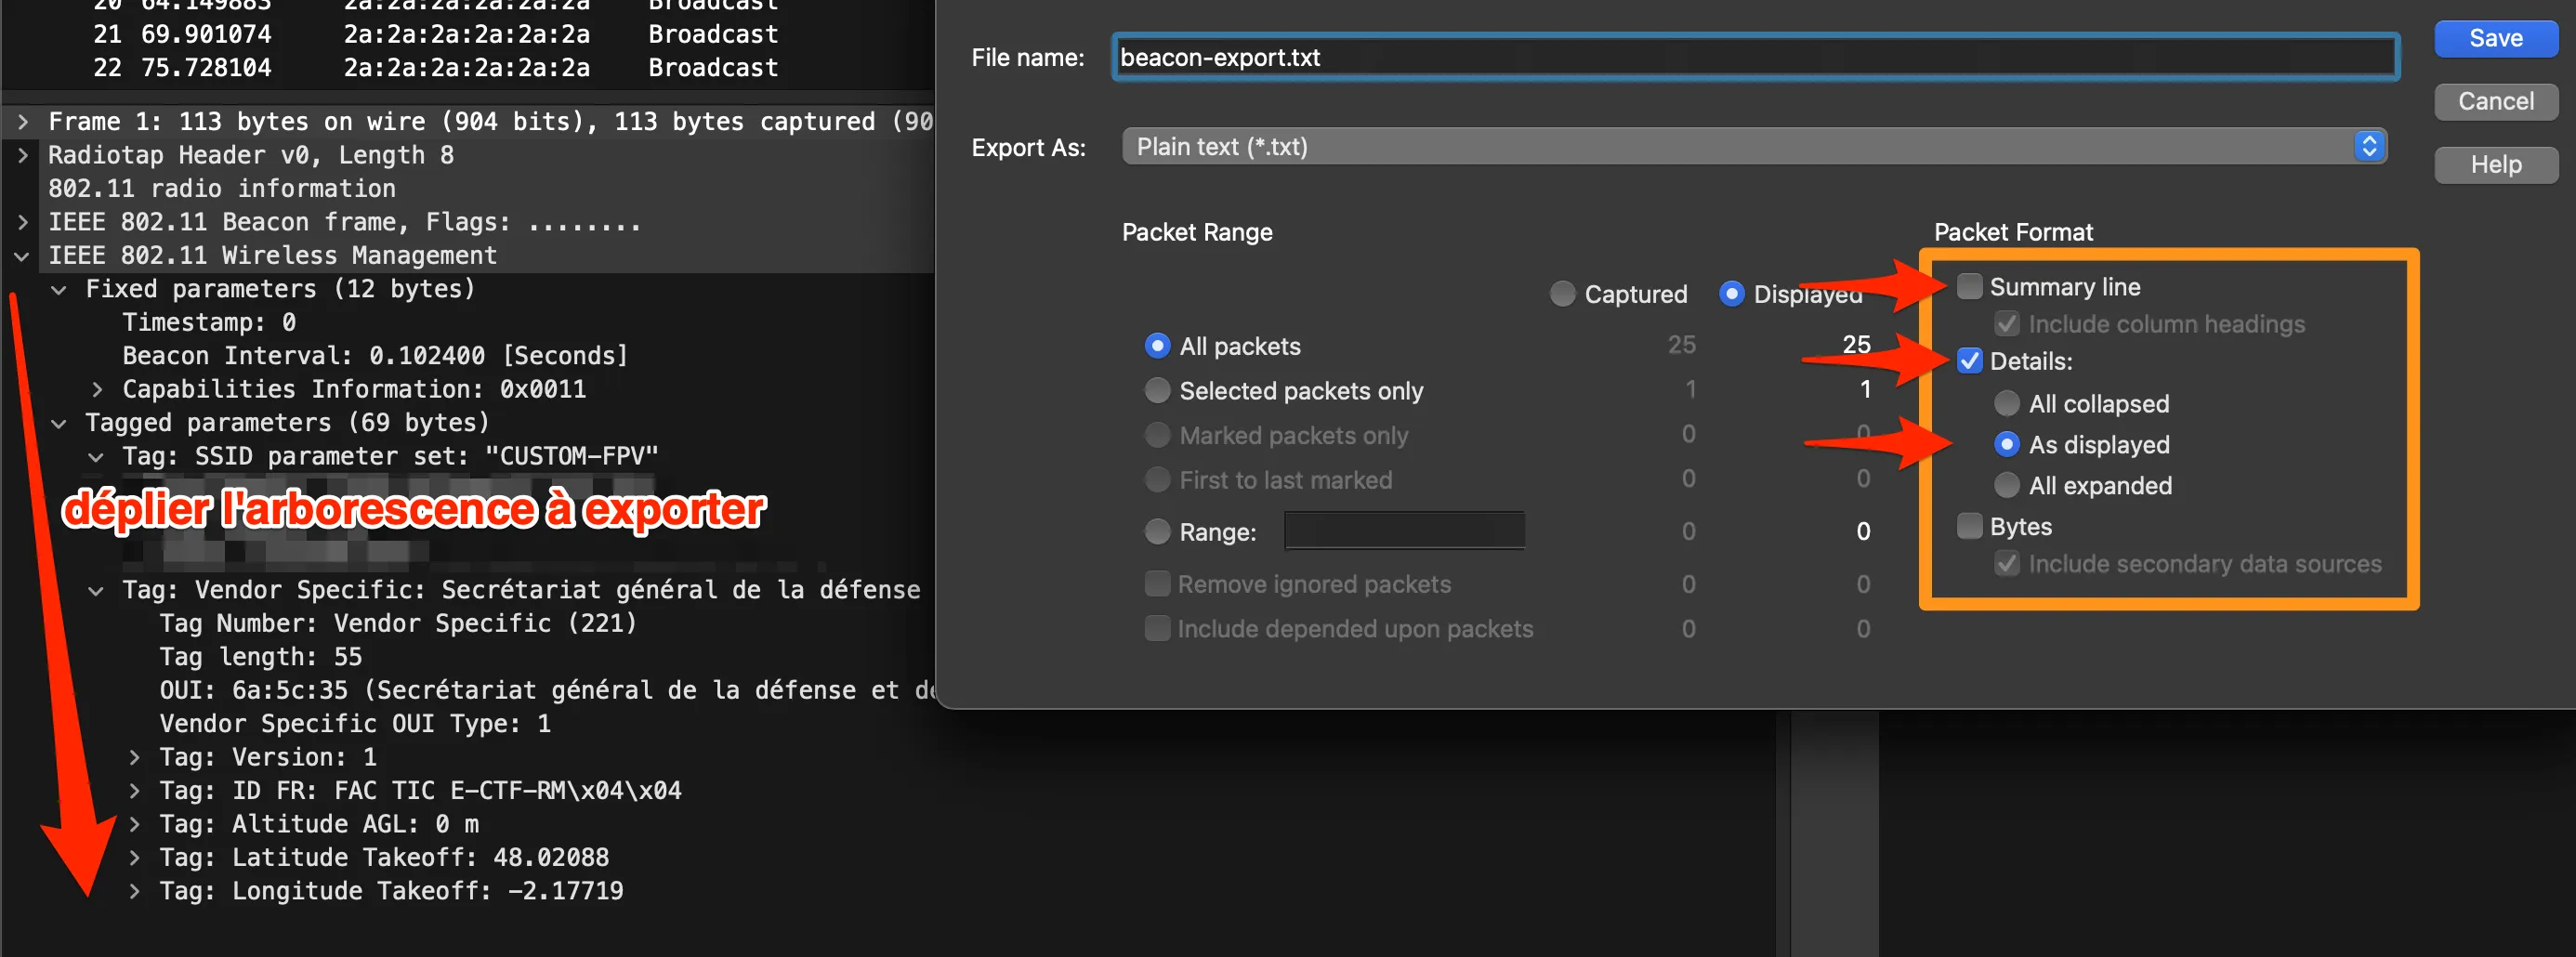 20 64.149883 2a:2a:2a:2a:2a:2a Broadcast
21 69.901074 2a:2a:2a:2a:2a:2a Broadcast
22 75.728104 2a:2a:2a:2a:2a:2a Broadcast
Frame 1: 113 bytes on wire (904 bits), 113 bytes captured (90
Radiotap Header v0, Length 8
802.11 radio information
IEEE 802.11 Beacon frame, Flags: ........
IEEE 802.11 Wireless Management
Fixed parameters (12 bytes)
Timestamp: 0
Beacon Interval: 0.102400 [Seconds]
Capabilities Information: 0x0011
Tagged parameters (69 bytes)
Tag: SSID parameter set: "CUSTOM-FPV"
déplier l'arborescence à exporter
Tag: Vendor Specific: Secrétariat général de la défense
Tag Number: Vendor Specific (221)
Tag length: 55
OUI: 6a:5c:35 (Secrétariat général de la défense et de
Vendor Specific OUI Type: 1
Tag: Version: 1
Tag: ID FR: FAC TIC E-CTF-RM\x04\x04
Tag: Altitude AGL: 0 m
Tag: Latitude Takeoff: 48.02088
Tag: Longitude Takeoff: -2.17719
File name: beacon-export.txt
Export As: Plain text (*.txt)
Save
Cancel
Help
Packet Range
Captured Displayed
All packets 25 25
Selected packets only 1 1
Marked packets only 0 0
First to last marked 0 0
Range: 0 0
Remove ignored packets 0 0
Include depended upon packets 0 0
Packet Format
Summary line
Include column headings
Details:
All collapsed
As displayed
All expanded
Bytes
Include secondary data sources